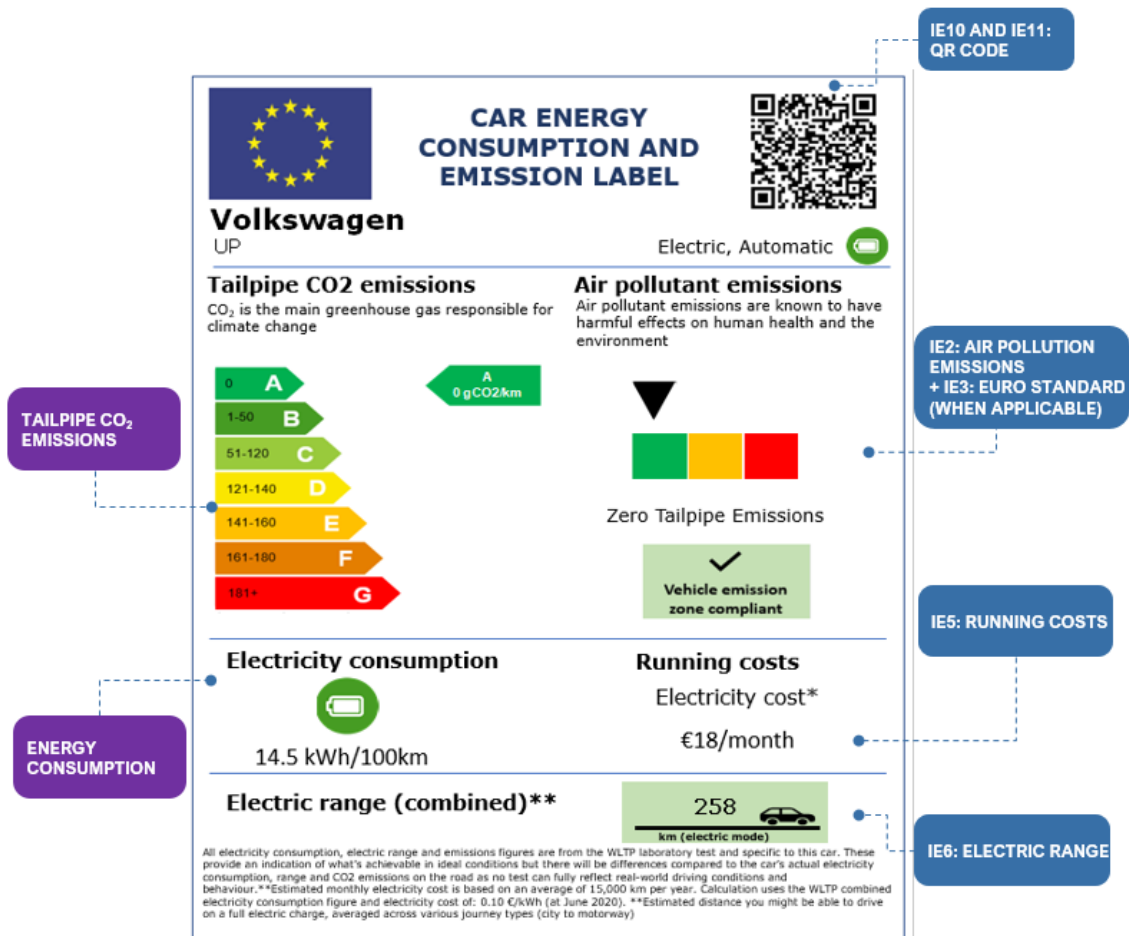 IE10 AND IE11:
QR CODE
CAR ENERGY
CONSUMPTION AND
EMISSION LABEL
Volkswagen
UP
Electric, Automatic
Tailpipe CO2 emissions
CO₂ is the main greenhouse gas responsible for
climate change
Air pollutant emissions
Air pollutant emissions are known to have
harmful effects on human health and the
environment
0 A
1-50 B
51-120 C
121-140 D
141-160 E
161-180 F
181+ G
A
0 gCO2/km
Zero Tailpipe Emissions
Vehicle emission
zone compliant
TAILPIPE CO₂
EMISSIONS
IE2: AIR POLLUTION
EMISSIONS
+ IE3: EURO STANDARD
(WHEN APPLICABLE)
Electricity consumption
14.5 kWh/100km
Running costs
Electricity cost*
€18/month
IE5: RUNNING COSTS
ENERGY
CONSUMPTION
Electric range (combined)**
258
km (electric mode)
IE6: ELECTRIC RANGE
All electricity consumption, electric range and emissions figures are from the WLTP laboratory test and specific to this car. These
provide an indication of what's achievable in ideal conditions but there will be differences compared to the car's actual electricity
consumption, range and CO2 emissions on the road as no test can fully reflect real-world driving conditions and
behaviour.**Estimated monthly electricity cost is based on an average of 15,000 km per year. Calculation uses the WLTP combined
electricity consumption figure and electricity cost of: 0.10 €/kWh (at June 2020). **Estimated distance you might be able to drive
on a full electric charge, averaged across various journey types (city to motorway)